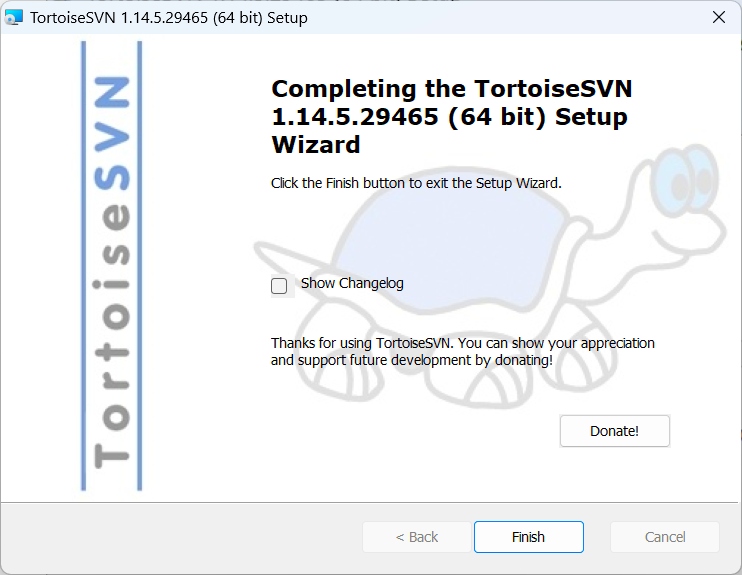 TortoiseSVN 1.14.5.29465 (64 bit) Setup
TortoiseSVN
Completing the TortoiseSVN
1.14.5.29465 (64 bit) Setup
Wizard
Click the Finish button to exit the Setup Wizard.
Show Changelog
Thanks for using TortoiseSVN. You can show your appreciation
and support future development by donating!
Donate!
< Back
Finish
Cancel